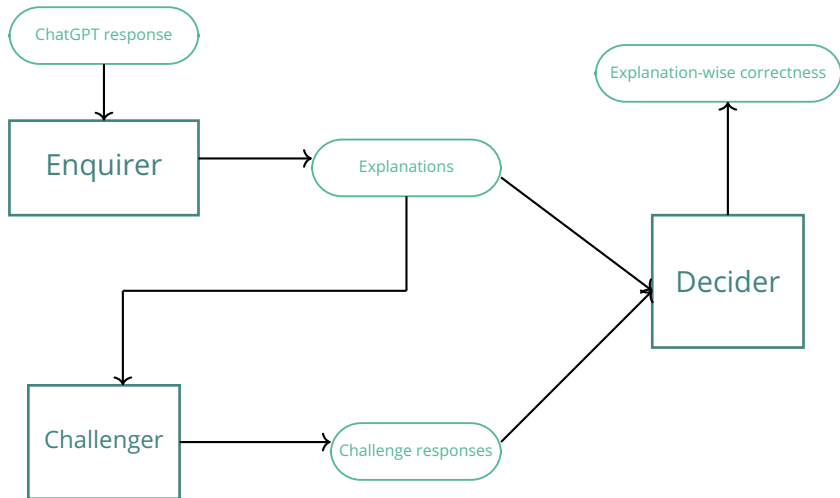 ChatGPT response
Explanation-wise correctness
Enquirer
Explanations
Decider
Challenger
Challenge responses